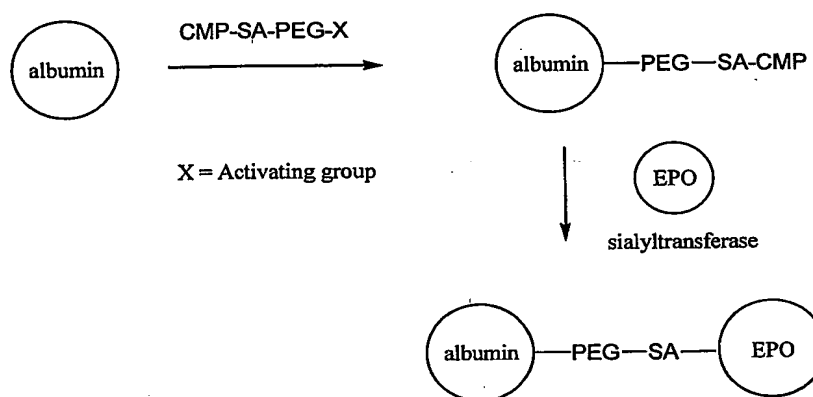 CMP-SA-PEG-X
albumin
albumin—PEG—SA-CMP
X = Activating group
EPO
sialyltransferase
albumin—PEG—SA—EPO